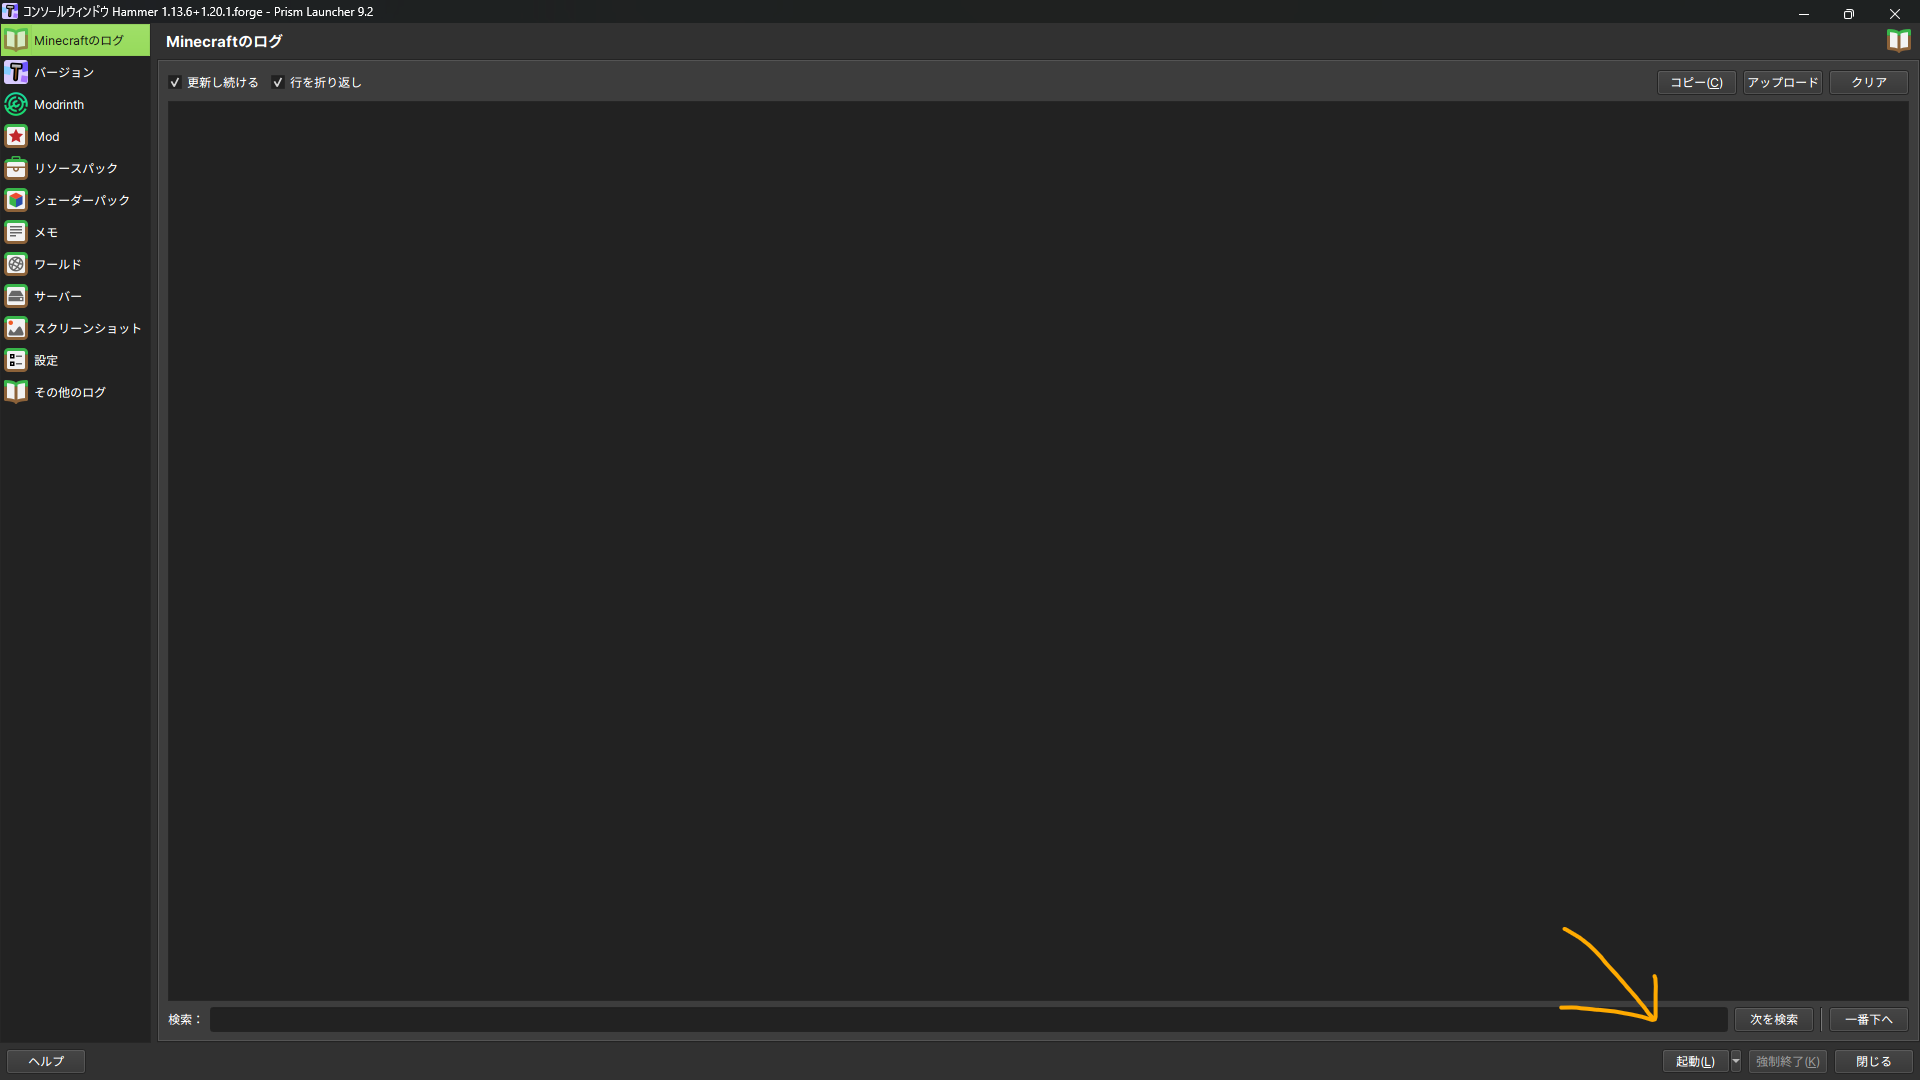 コンソールウィンドウ Hammer 1.13.6+1.20.1.forge - Prism Launcher 9.2
Minecraftのログ
バージョン
Modrinth
Mod
リソースパック
シェーダーパック
メモ
ワールド
サーバー
スクリーンショット
設定
その他のログ
Minecraftのログ
更新し続ける 行を折り返し
コピー(C) アップロード クリア
検索：
次を検索 一番下へ
ヘルプ
起動(L) 強制終了(K) 閉じる